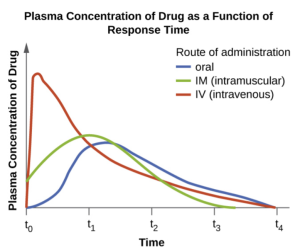 Plasma Concentration of Drug as a Function of
Response Time
Route of administration
oral
IM (intramuscular)
IV (intravenous)
Plasma Concentration of Drug
t0
t1
t2
t3
t4
Time